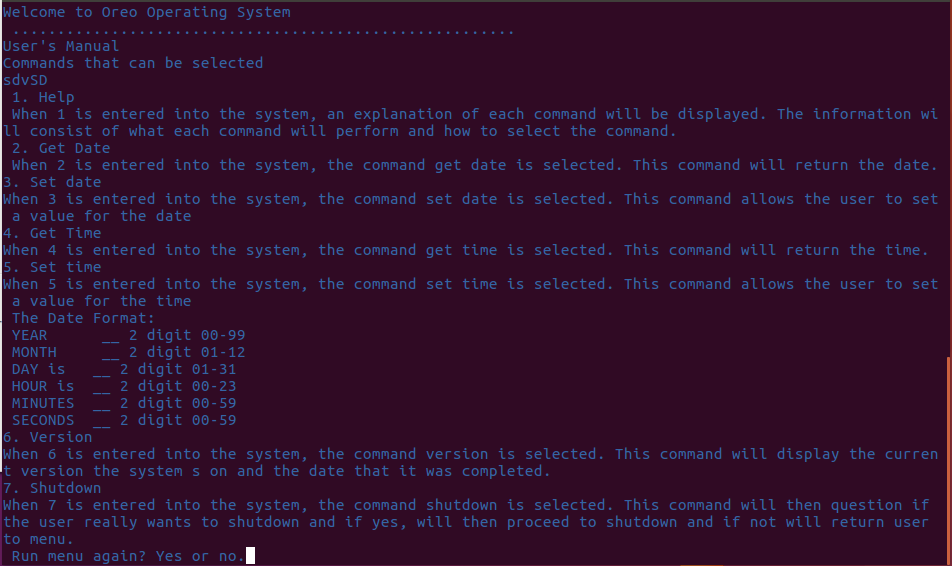 Welcome to Oreo Operating System
........................................................
User's Manual
Commands that can be selected
sdvSD
1. Help
When 1 is entered into the system, an explanation of each command will be displayed. The information wi
ll consist of what each command will perform and how to select the command.
2. Get Date
When 2 is entered into the system, the command get date is selected. This command will return the date.
3. Set date
When 3 is entered into the system, the command set date is selected. This command allows the user to set
a value for the date
4. Get Time
When 4 is entered into the system, the command get time is selected. This command will return the time.
5. Set time
When 5 is entered into the system, the command set time is selected. This command allows the user to set
a value for the time
The Date Format:
YEAR      __ 2 digit 00-99
MONTH     __ 2 digit 01-12
DAY is   __ 2 digit 01-31
HOUR is  __ 2 digit 00-23
MINUTES  __ 2 digit 00-59
SECONDS  __ 2 digit 00-59
6. Version
When 6 is entered into the system, the command version is selected. This command will display the curren
t version the system s on and the date that it was completed.
7. Shutdown
When 7 is entered into the system, the command shutdown is selected. This command will then question if
the user really wants to shutdown and if yes, will then proceed to shutdown and if not will return user
to menu.
Run menu again? Yes or no.